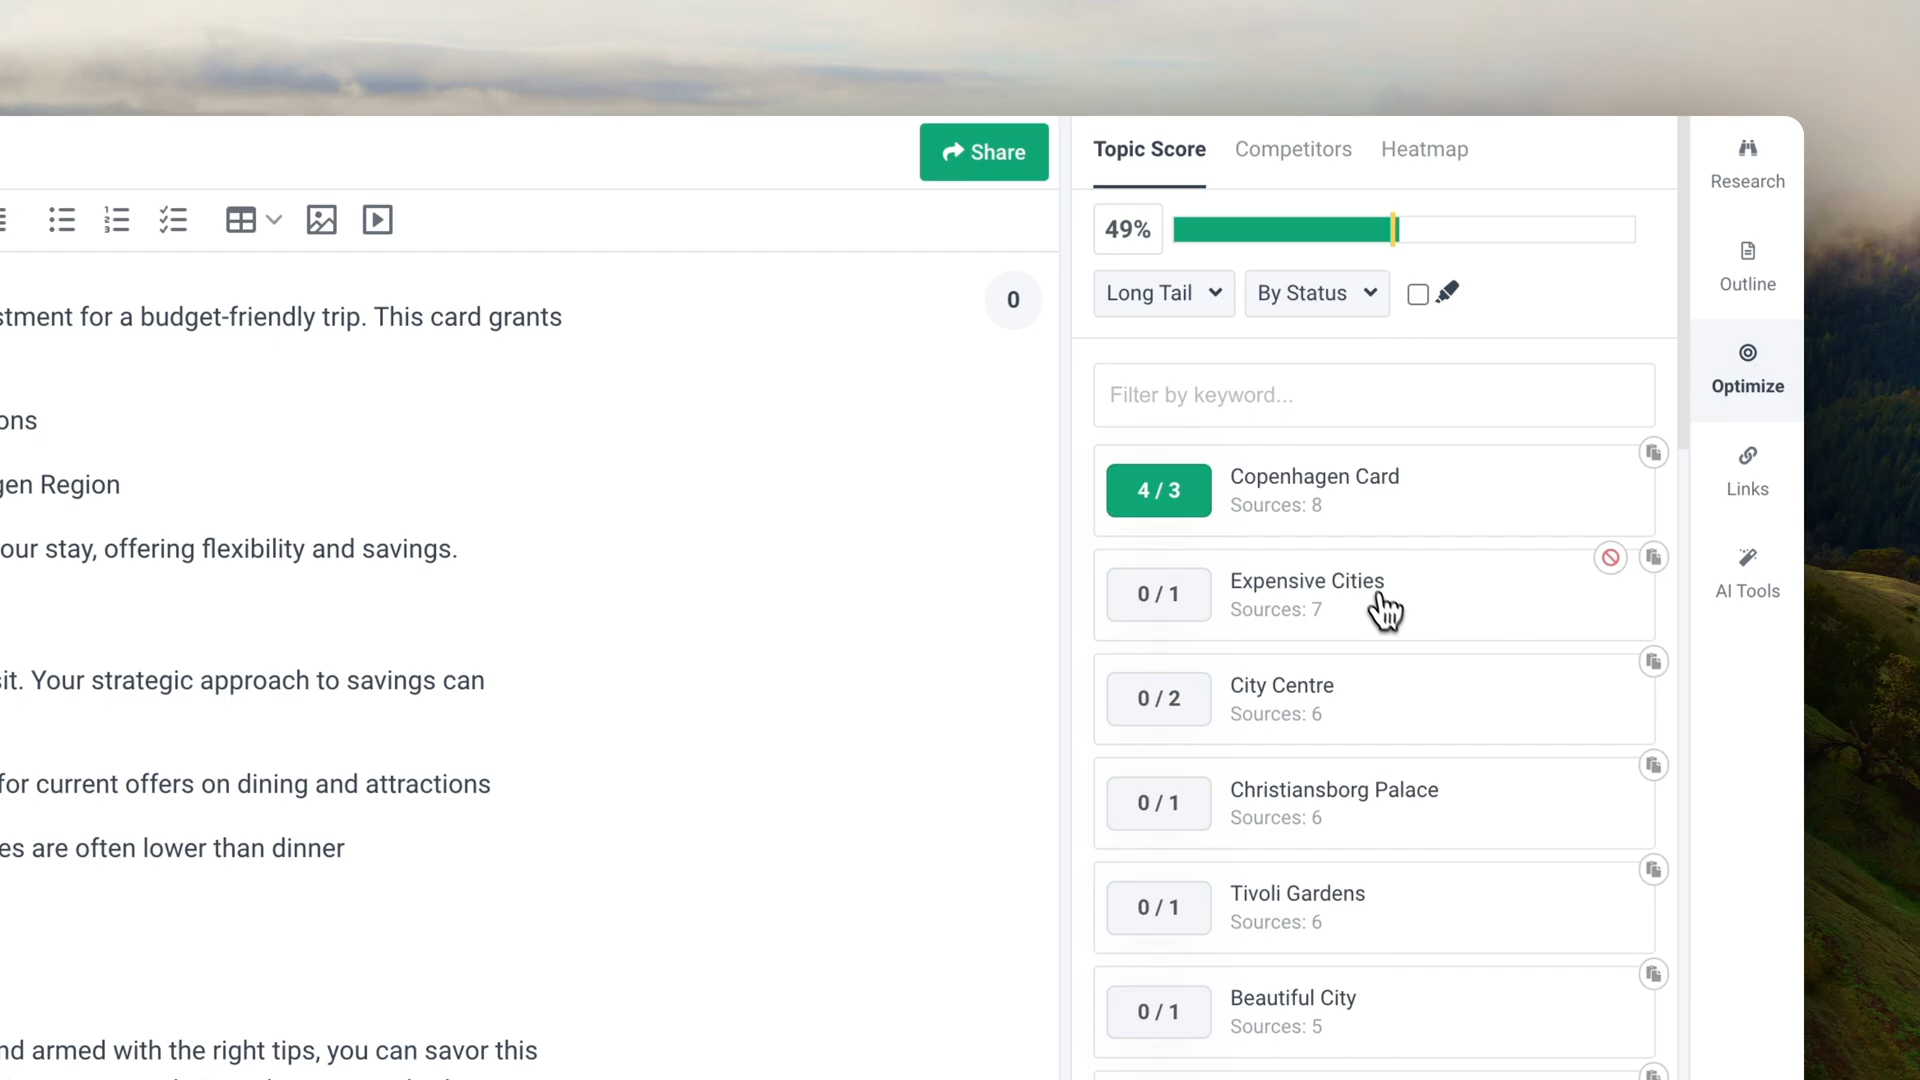 Share
stment for a budget-friendly trip. This card grants
0
ons
gen Region
our stay, offering flexibility and savings.
sit. Your strategic approach to savings can
for current offers on dining and attractions
es are often lower than dinner
nd armed with the right tips, you can savor this
Topic Score Competitors Heatmap
49%
Long Tail By Status
Filter by keyword...
4 / 3 Copenhagen Card
Sources: 8
0 / 1 Expensive Cities
Sources: 7
0 / 2 City Centre
Sources: 6
0 / 1 Christiansborg Palace
Sources: 6
0 / 1 Tivoli Gardens
Sources: 6
0 / 1 Beautiful City
Sources: 5
Research
Outline
Optimize
Links
AI Tools